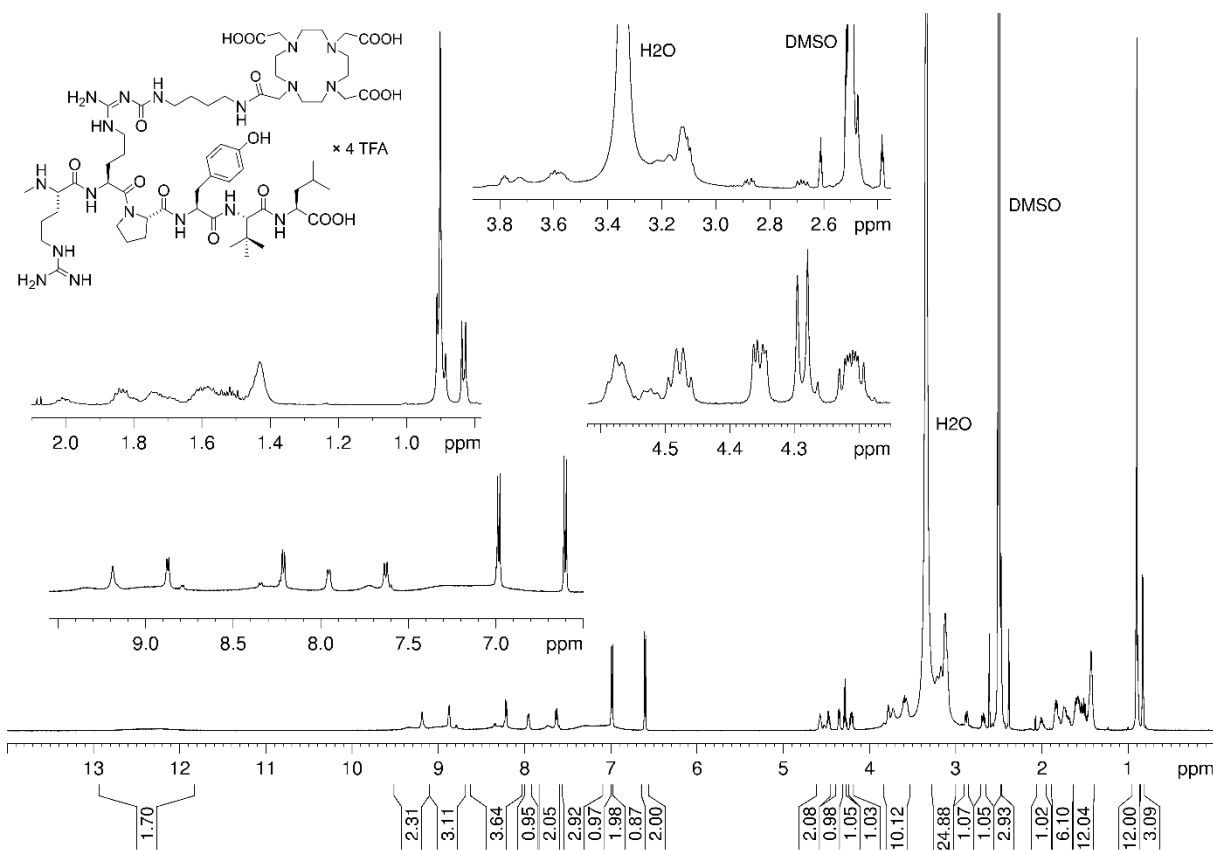 HOOC
COOH
N
N
N
N
COOH
O
N
H
H
N
O
N
H2N
HN
OH
× 4 TFA
H
N
O
N
H
O
N
O
H
N
O
N
H
O
H
N
O
COOH
NH
H2N
NH
H2O
DMSO
3.8 3.6 3.4 3.2 3.0 2.8 2.6 ppm
DMSO
2.0 1.8 1.6 1.4 1.2 1.0 ppm
4.5 4.4 4.3 ppm
H2O
9.0 8.5 8.0 7.5 7.0 ppm
13 12 11 10 9 8 7 6 5 4 3 2 1 ppm
1.70 2.31 3.11 3.64 0.95 2.05 2.92 0.97 1.98 0.87 2.00 2.08 0.98 1.05 1.03 10.12 24.88 1.07 1.05 2.93 1.02 6.10 12.04 12.00 3.09